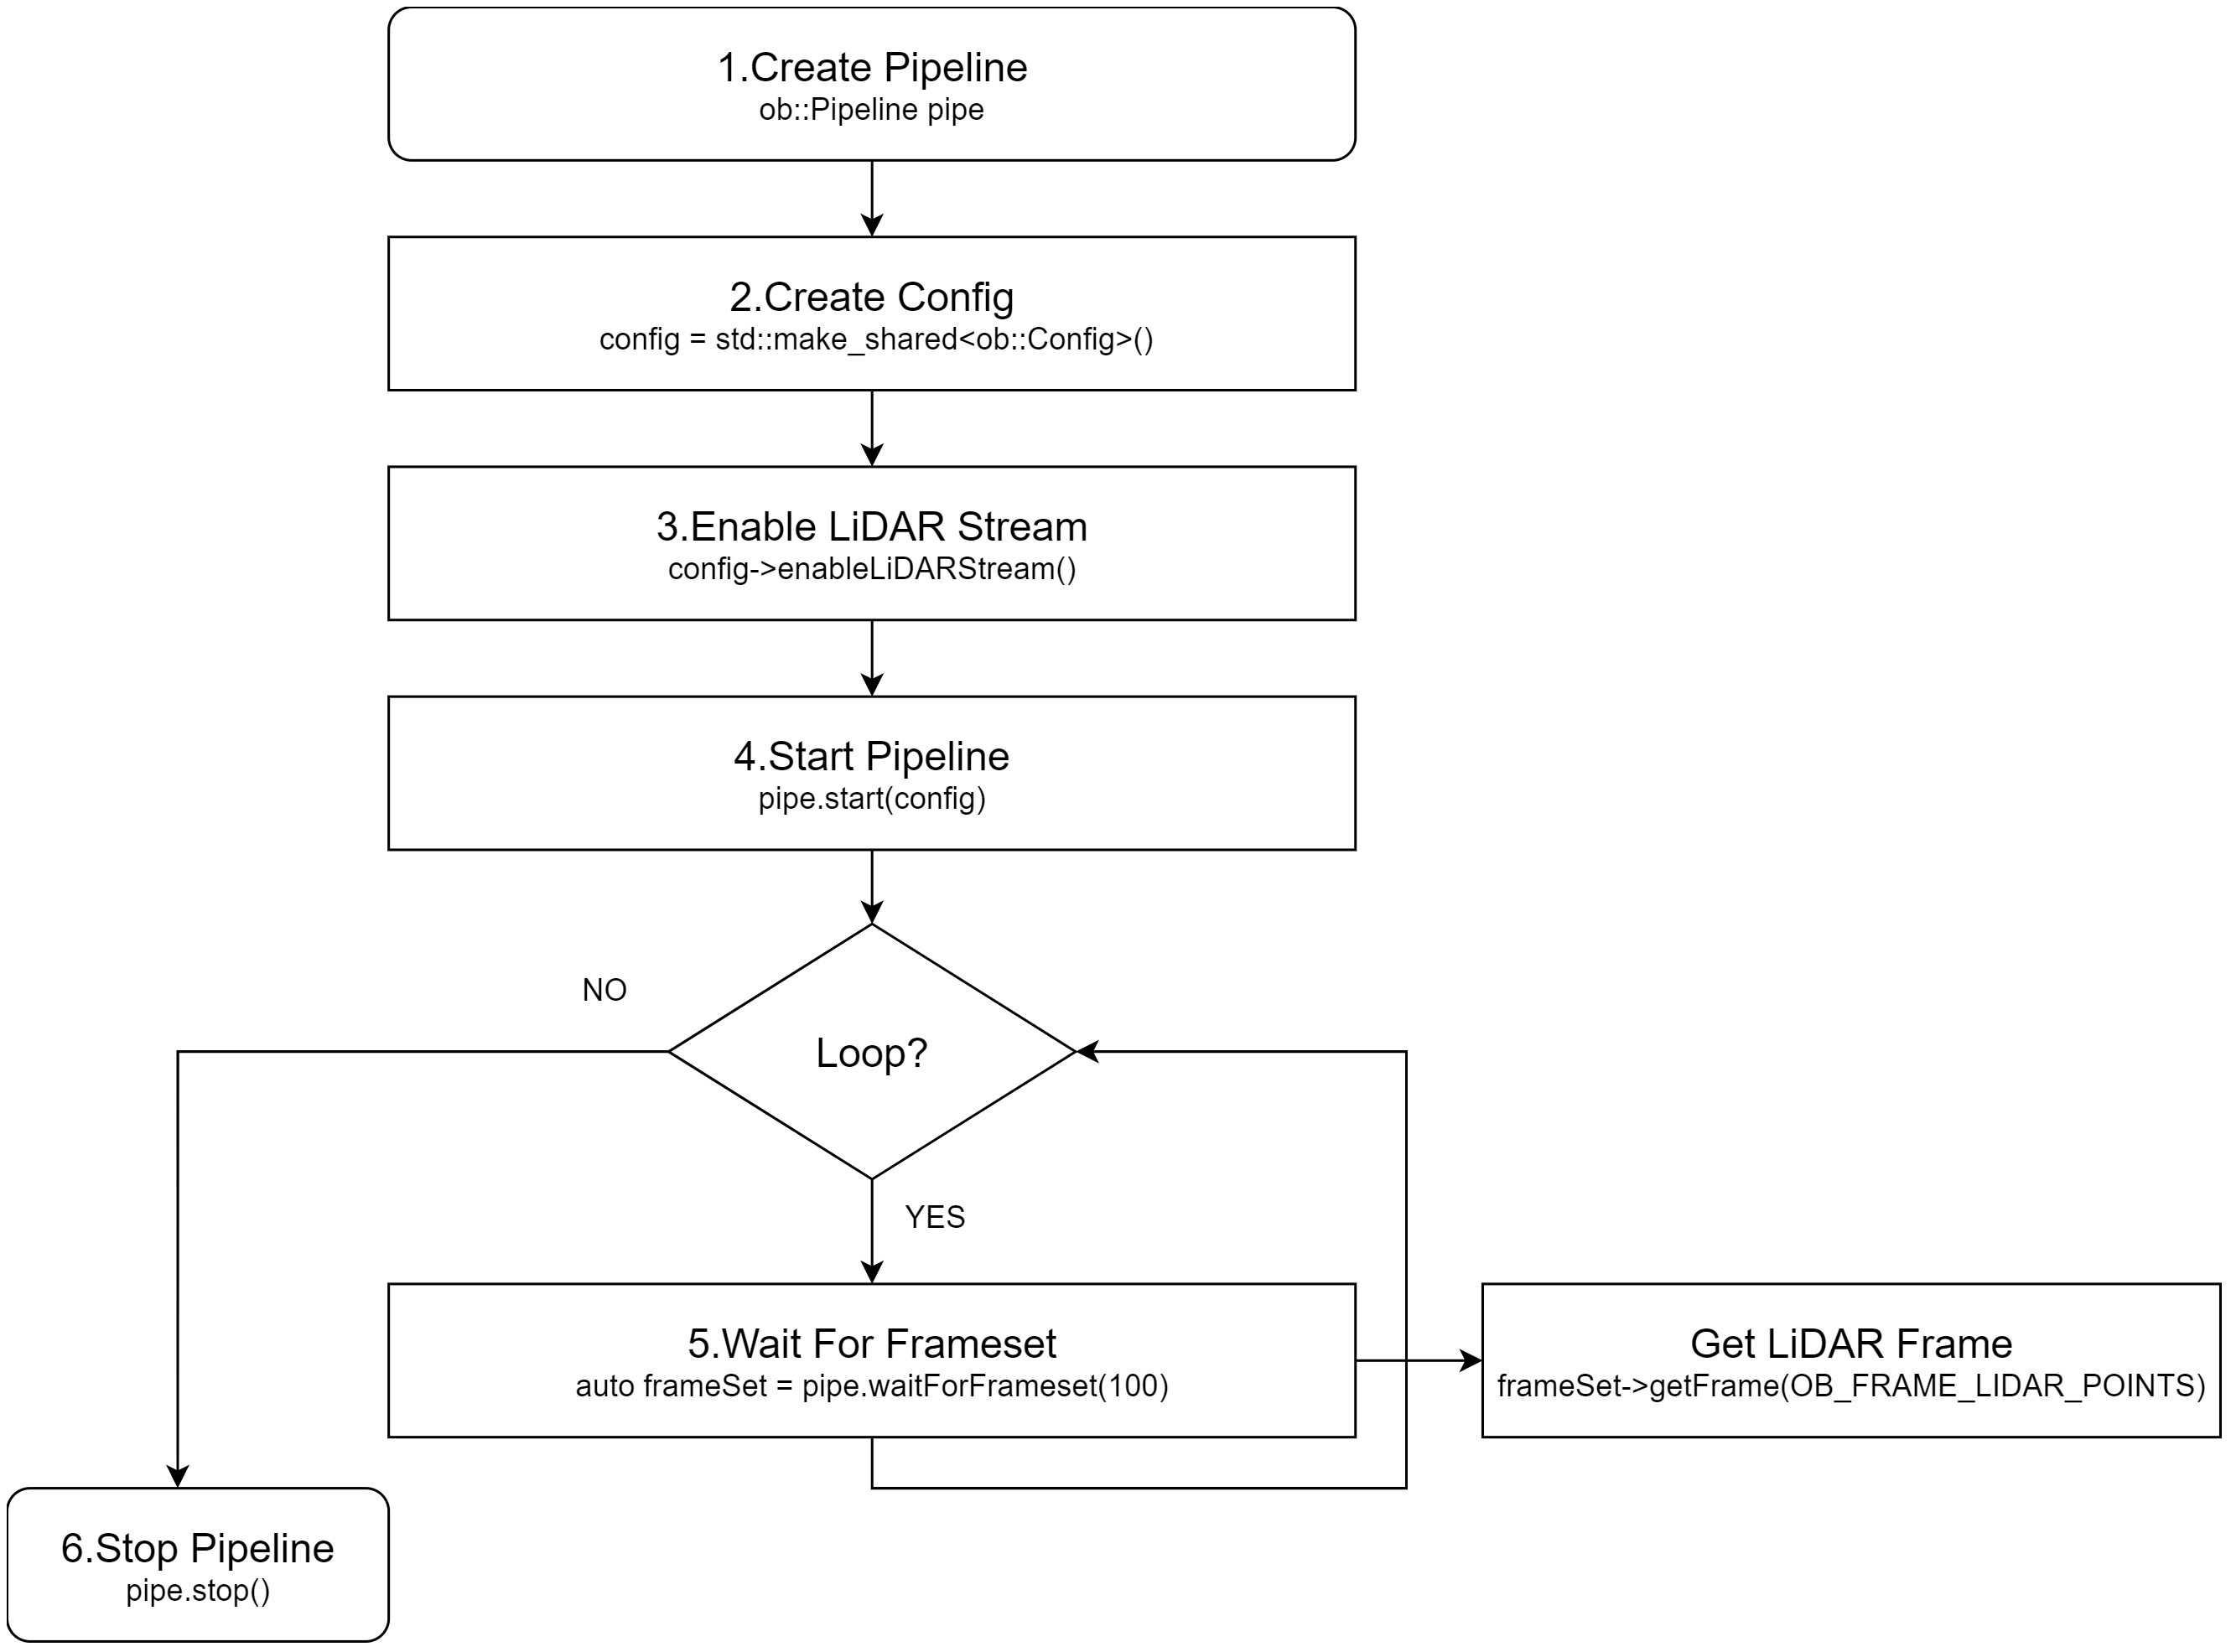 1.Create Pipeline
ob::Pipeline pipe
2.Create Config
config = std::make_shared<ob::Config>()
3.Enable LiDAR Stream
config->enableLiDARStream()
4.Start Pipeline
pipe.start(config)
NO
Loop?
YES
5.Wait For Frameset
auto frameSet = pipe.waitForFrameset(100)
Get LiDAR Frame
frameSet->getFrame(OB_FRAME_LIDAR_POINTS)
6.Stop Pipeline
pipe.stop()